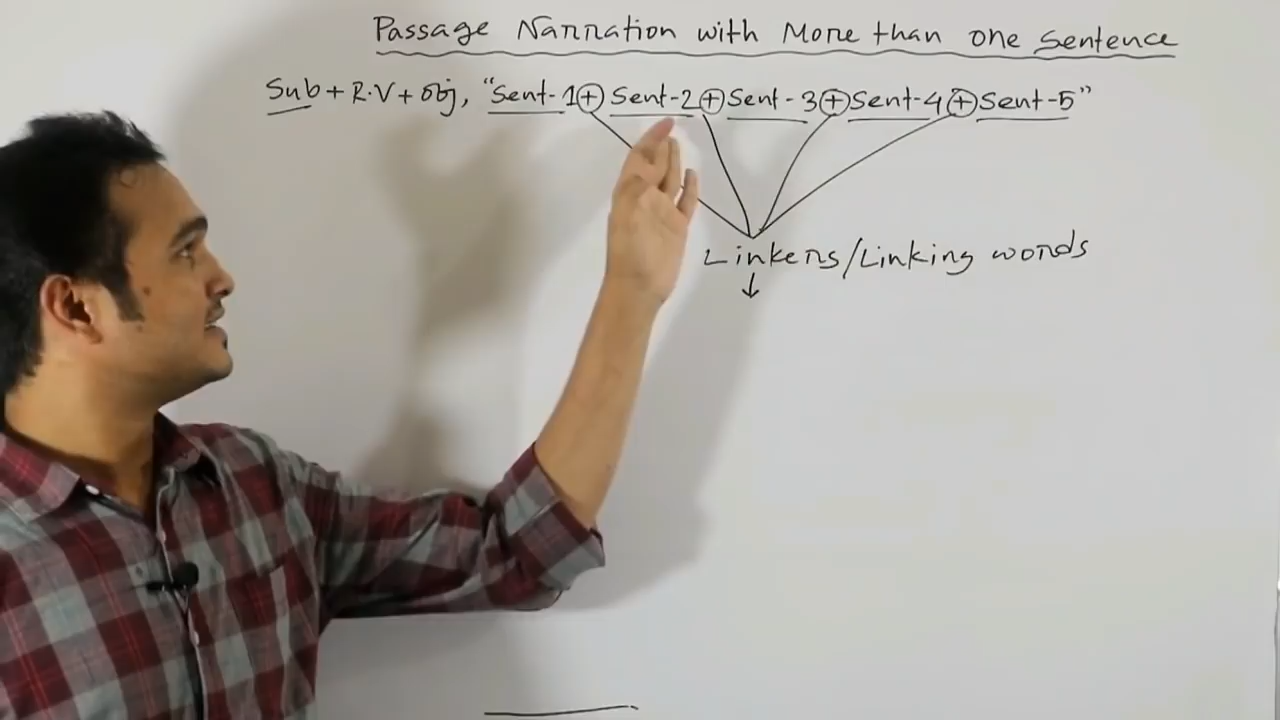 Passage Narration with More than one Sentence
Sub + R.V + obj, "Sent-1 + Sent-2 + Sent-3 + Sent-4 + Sent-5"
Linkers/Linking words
↓